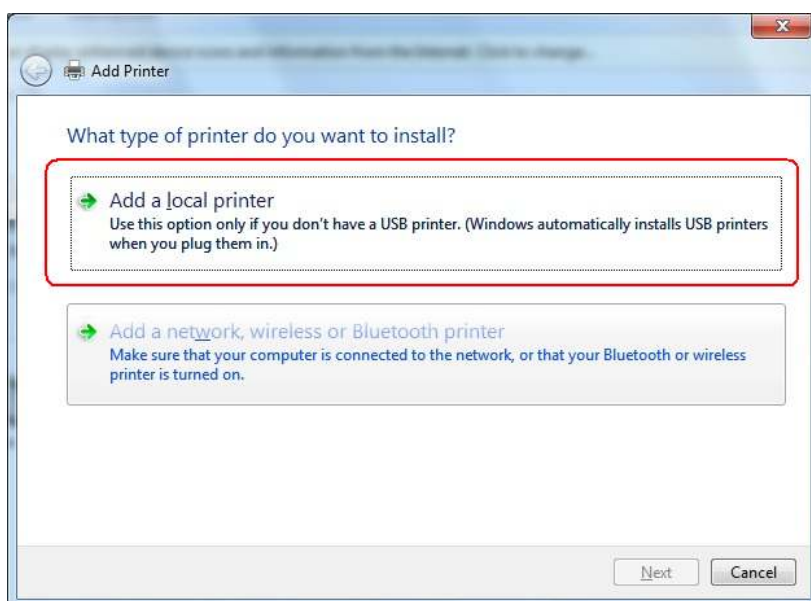 Add Printer
What type of printer do you want to install?
Add a local printer
Use this option only if you don't have a USB printer. (Windows automatically installs USB printers
when you plug them in.)
Add a network, wireless or Bluetooth printer
Make sure that your computer is connected to the network, or that your Bluetooth or wireless
printer is turned on.
Next
Cancel